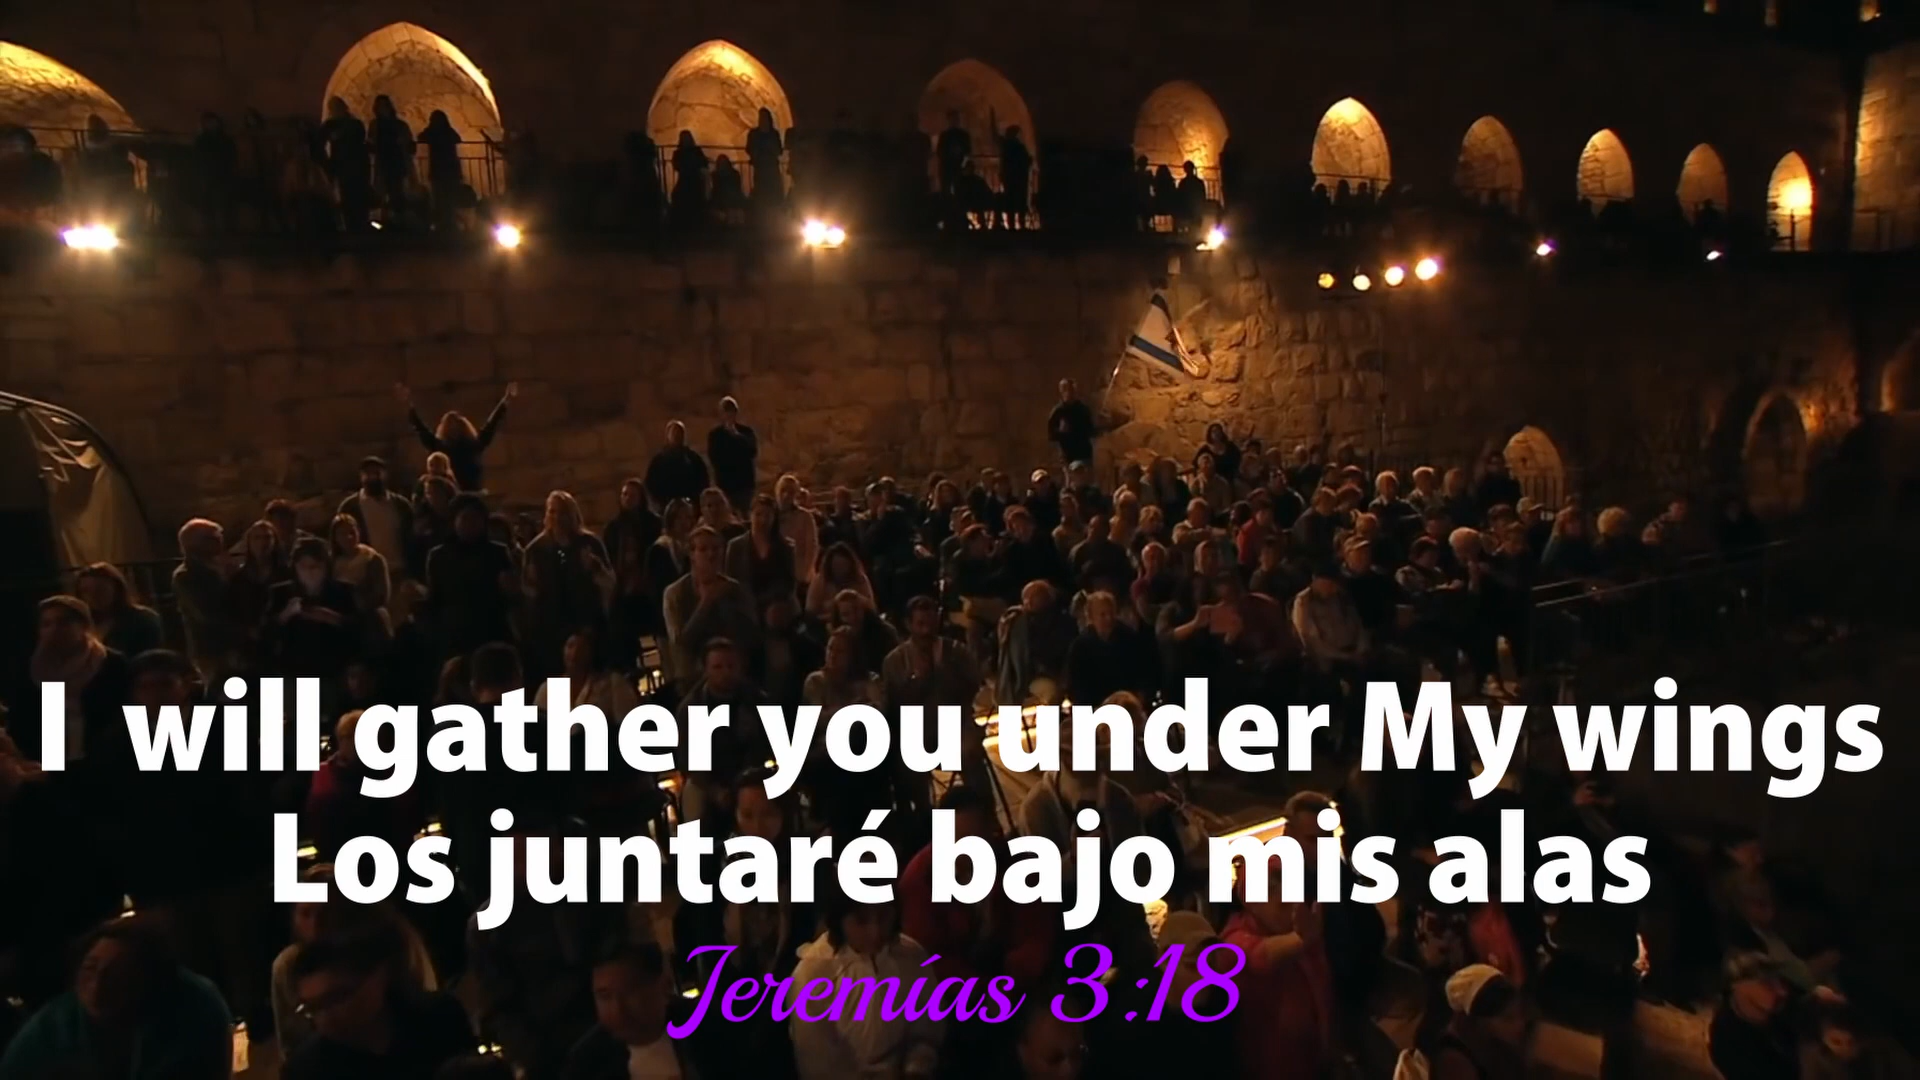 I  will gather you under My wings
Los juntaré bajo mis alas
Jeremías 3:18